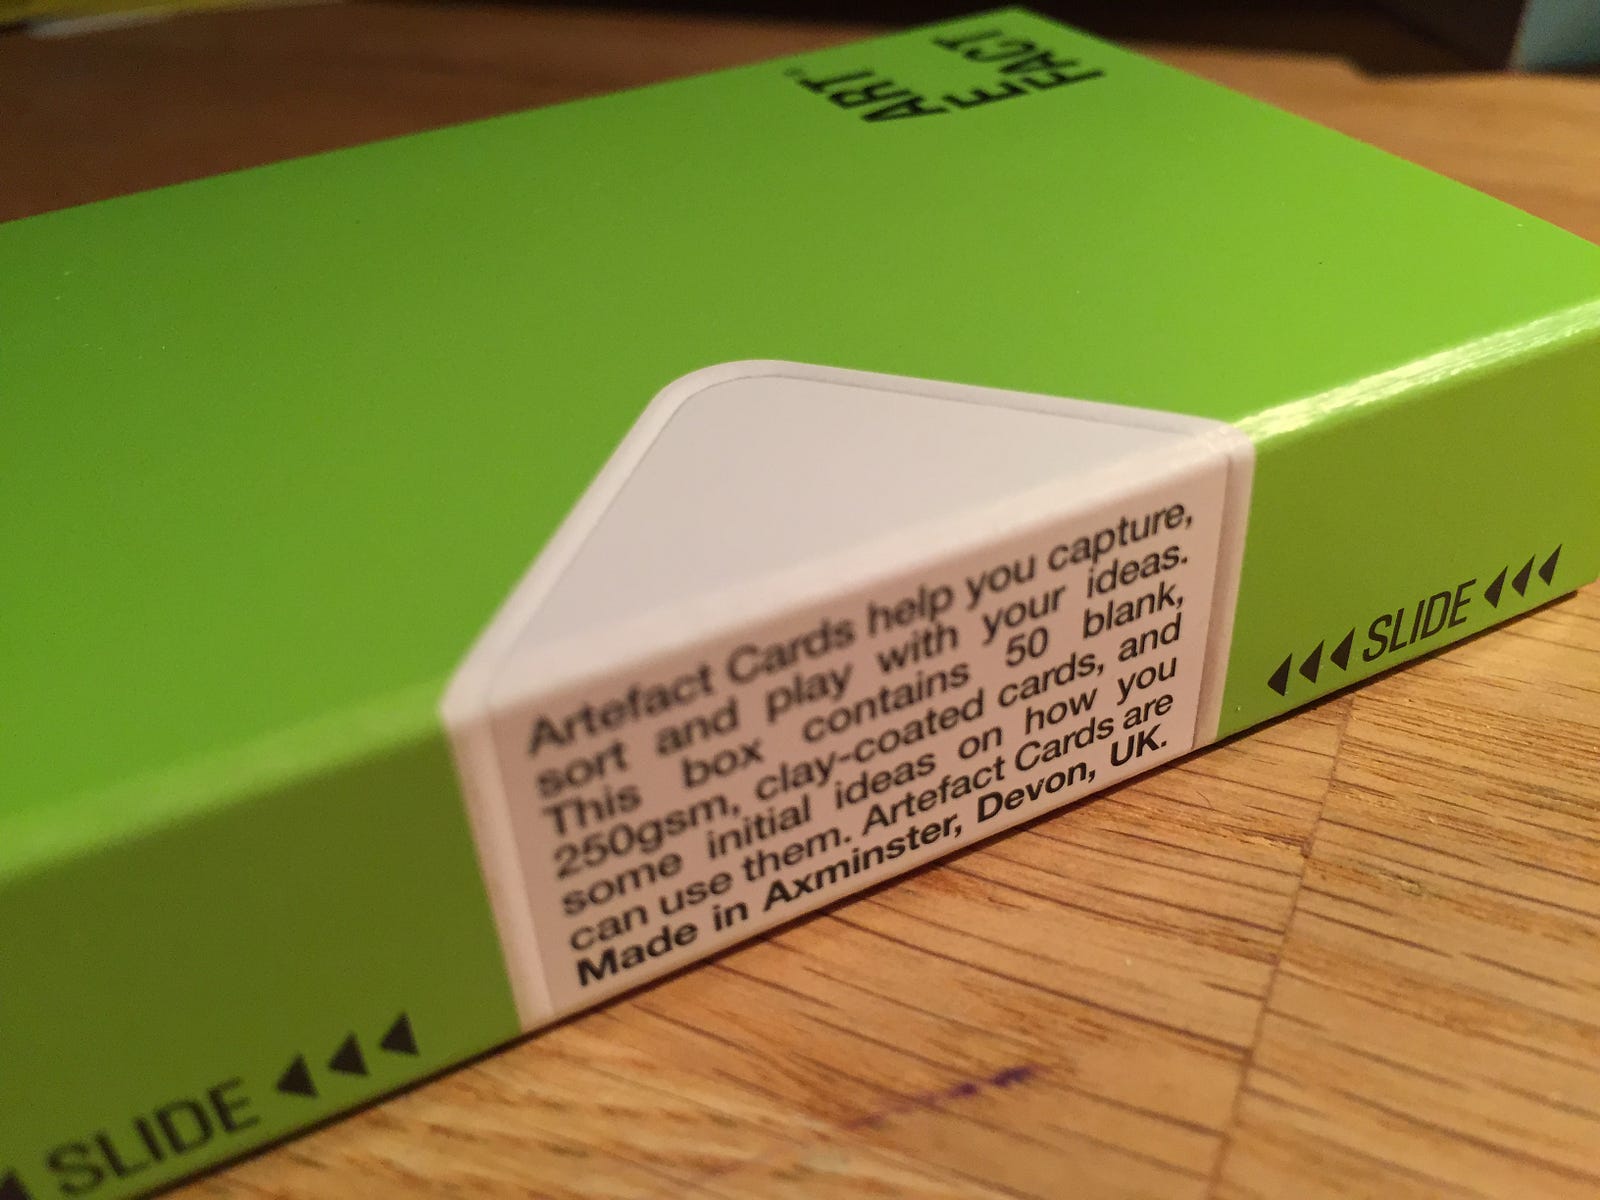 ART
E
FACT
Artefact Cards help you capture,
sort and play with your ideas.
This box contains 50 blank,
250gsm, clay-coated cards, and
some initial ideas on how you
can use them. Artefact Cards are
Made in Axminster, Devon, UK.
◀◀◀ SLIDE ◀◀◀
◀ SLIDE ◀◀◀